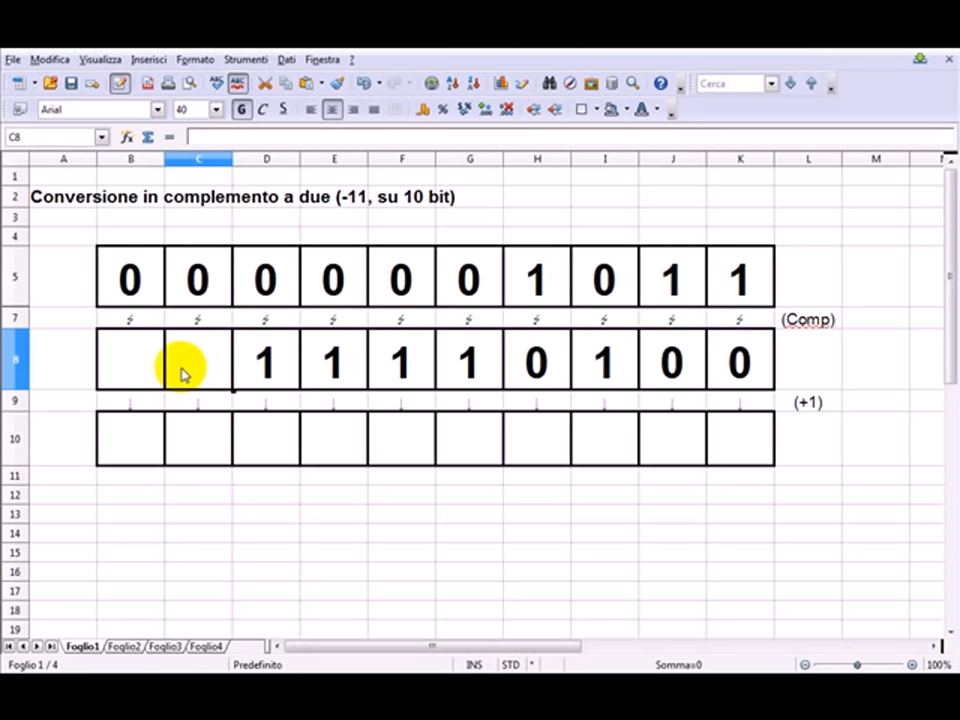 File Modifica Visualizza Inserisci Formato Strumenti Dati Finestra ?
Cerca
Arial 40 G C S
C8
A B C D E F G H I J K L M N
1
2 Conversione in complemento a due (-11, su 10 bit)
3
4
5 0 0 0 0 0 0 1 0 1 1
7 (Comp)
8 1 1 1 1 0 1 0 0
9 (+1)
10
11
12
13
14
15
16
17
18
19
Foglio1 Foglio2 Foglio3 Foglio4
Foglio 1 / 4 Predefinito INS STD * Somma=0 100%